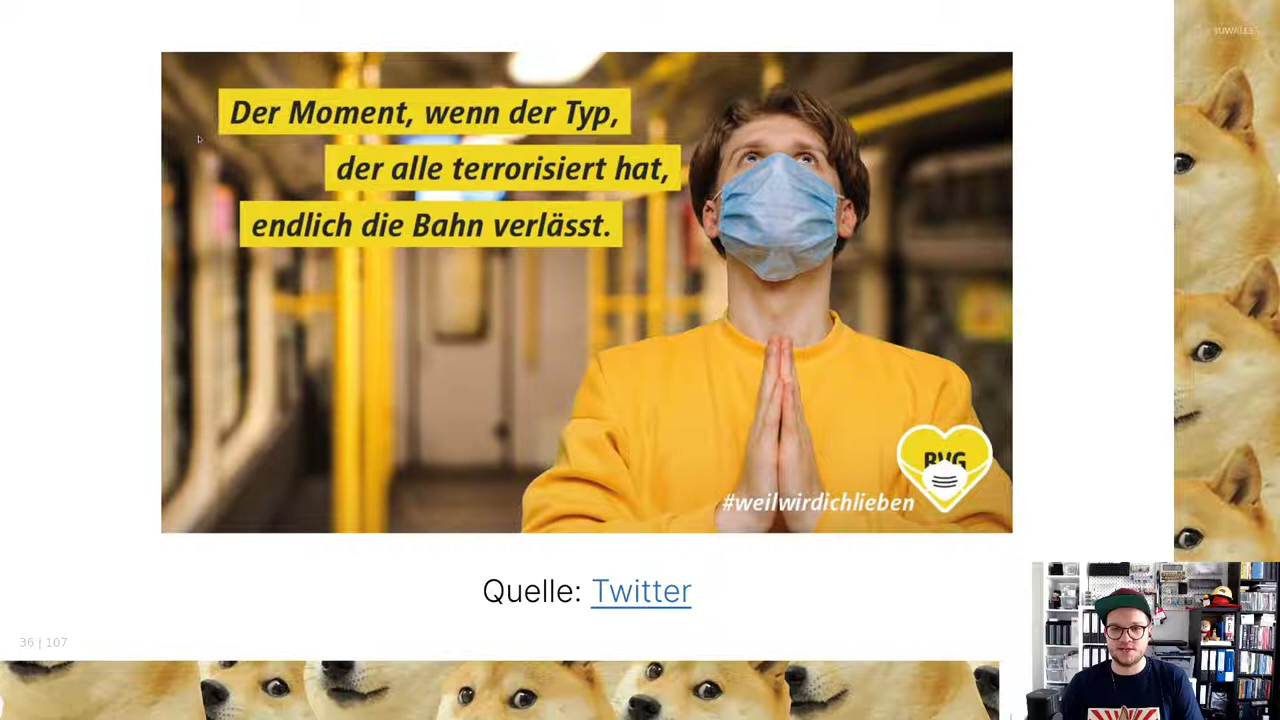 Der Moment, wenn der Typ,
der alle terrorisiert hat,
endlich die Bahn verlässt.
BVG
#weilwirdichlieben
Quelle: Twitter
36 | 107